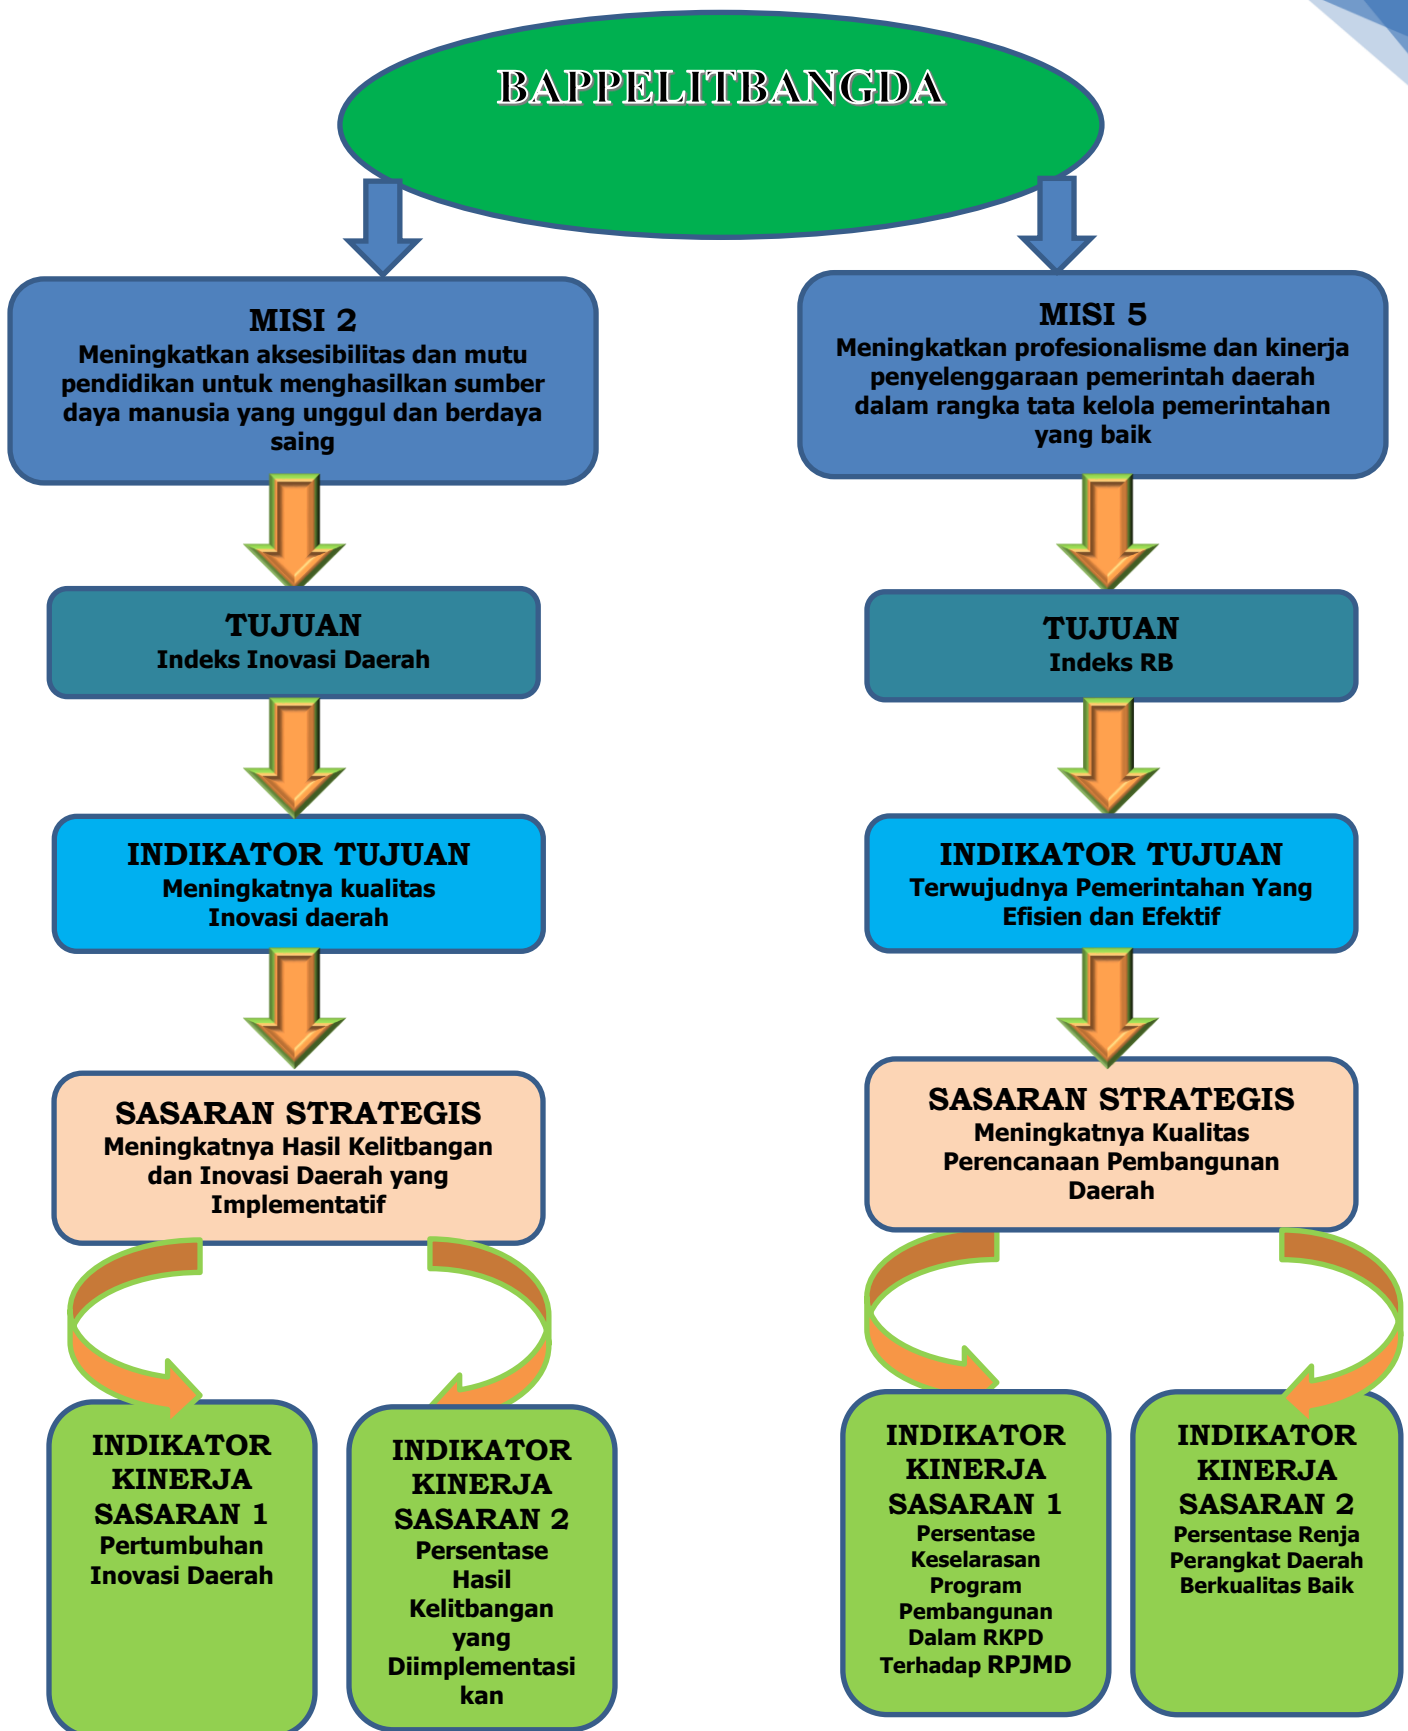 BAPPELITBANGDA
MISI 2
Meningkatkan aksesibilitas dan mutu
pendidikan untuk menghasilkan sumber
daya manusia yang unggul dan berdaya
saing
TUJUAN
Indeks Inovasi Daerah
INDIKATOR TUJUAN
Meningkatnya kualitas
Inovasi daerah
SASARAN STRATEGIS
Meningkatnya Hasil Kelitbangan
dan Inovasi Daerah yang
Implementatif
INDIKATOR
KINERJA
SASARAN 1
Pertumbuhan
Inovasi Daerah
INDIKATOR
KINERJA
SASARAN 2
Persentase
Hasil
Kelitbangan
yang
Diimplementasi
kan
MISI 5
Meningkatkan profesionalisme dan kinerja
penyelenggaraan pemerintah daerah
dalam rangka tata kelola pemerintahan
yang baik
TUJUAN
Indeks RB
INDIKATOR TUJUAN
Terwujudnya Pemerintahan Yang
Efisien dan Efektif
SASARAN STRATEGIS
Meningkatnya Kualitas
Perencanaan Pembangunan
Daerah
INDIKATOR
KINERJA
SASARAN 1
Persentase
Keselarasan
Program
Pembangunan
Dalam RKPD
Terhadap RPJMD
INDIKATOR
KINERJA
SASARAN 2
Persentase Renja
Perangkat Daerah
Berkualitas Baik